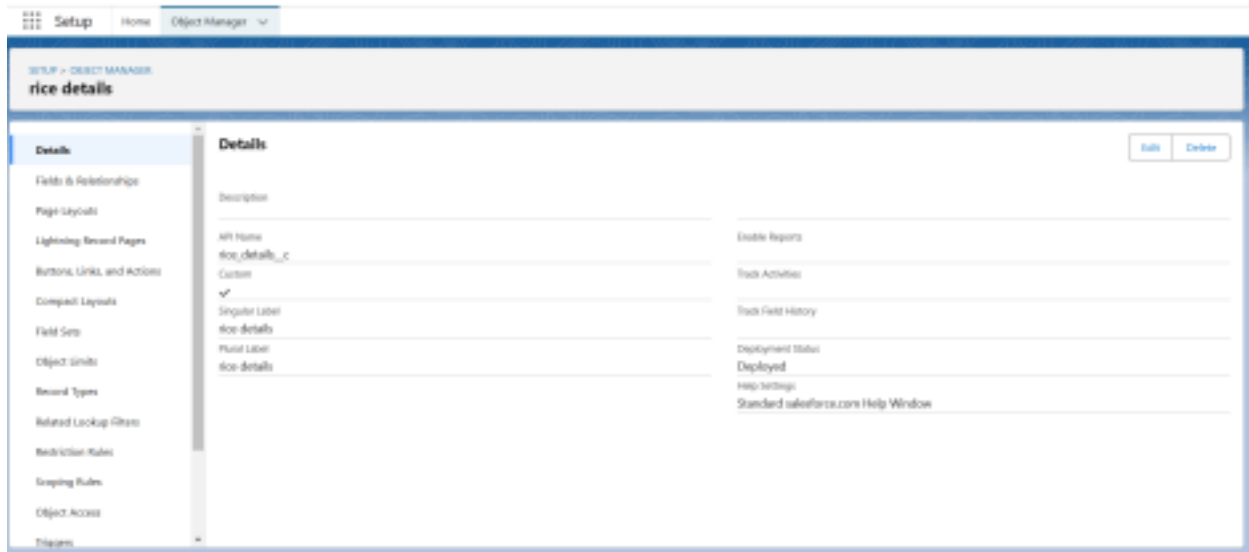 Setup Home Object Manager
SETUP > OBJECT MANAGER
rice details
Details
Fields & Relationships
Page Layouts
Lightning Record Pages
Buttons, Links, and Actions
Compact Layouts
Field Sets
Object Limits
Record Types
Related Lookup Filters
Restriction Rules
Scoping Rules
Object Access
Triggers
Details
Edit Delete
Description
API Name
rice_details__c
Custom
Singular Label
rice details
Plural Label
rice details
Enable Reports
Track Activities
Track Field History
Deployment Status
Deployed
Help Settings
Standard salesforce.com Help Window